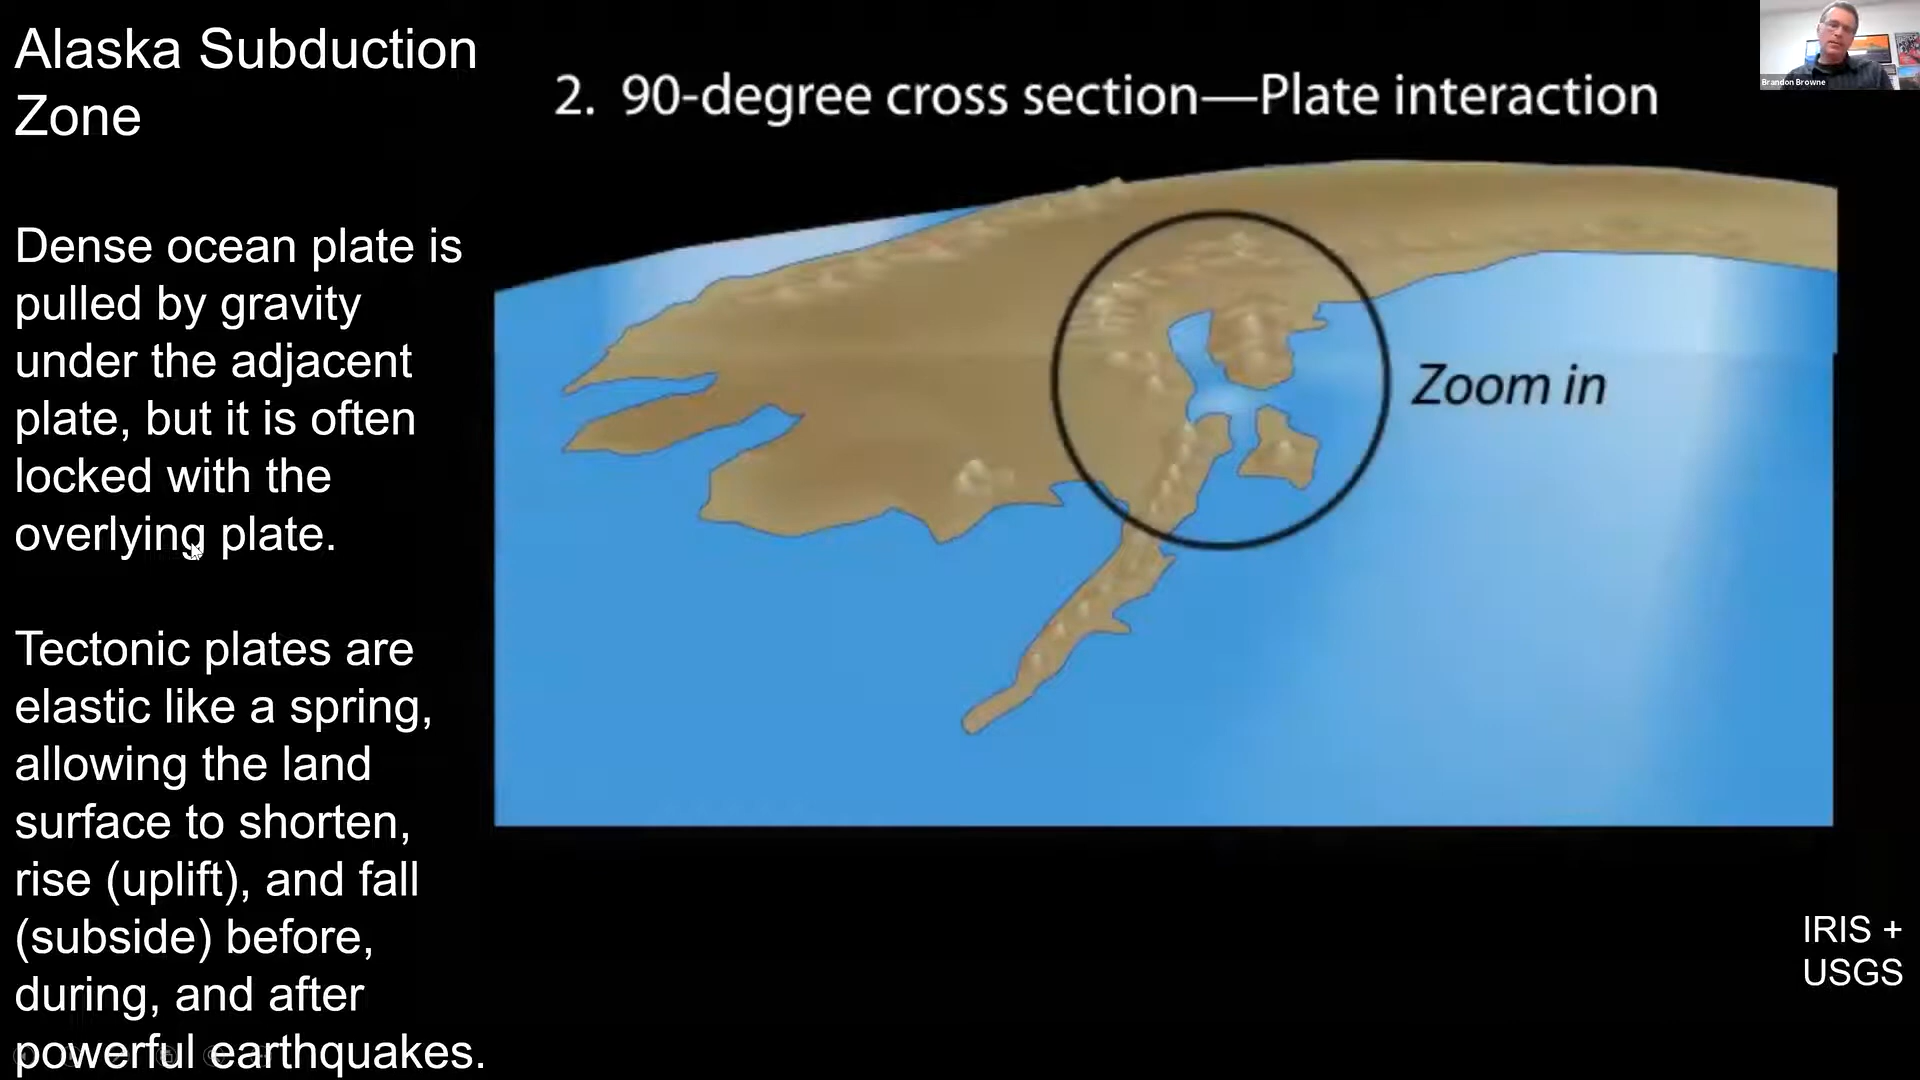 Alaska Subduction
Zone
Dense ocean plate is
pulled by gravity
under the adjacent
plate, but it is often
locked with the
overlying plate.
Tectonic plates are
elastic like a spring,
allowing the land
surface to shorten,
rise (uplift), and fall
(subside) before,
during, and after
powerful earthquakes.
2. 90-degree cross section—Plate interaction
Zoom in
IRIS +
USGS
Brandon Browne